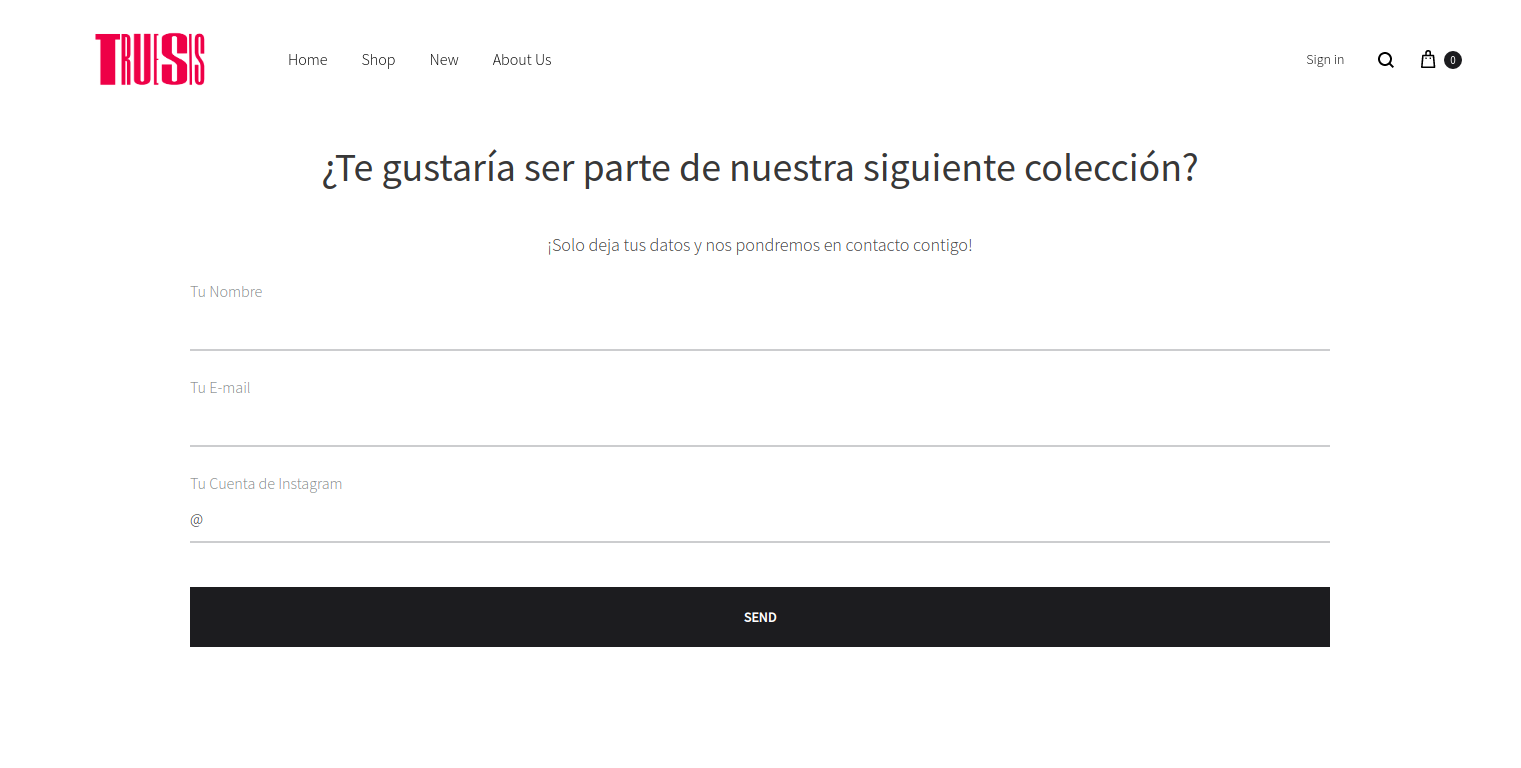 TRUESIS
Home Shop New About Us Sign in 0
¿Te gustaría ser parte de nuestra siguiente colección?
¡Solo deja tus datos y nos pondremos en contacto contigo!
Tu Nombre
Tu E-mail
Tu Cuenta de Instagram
@
SEND